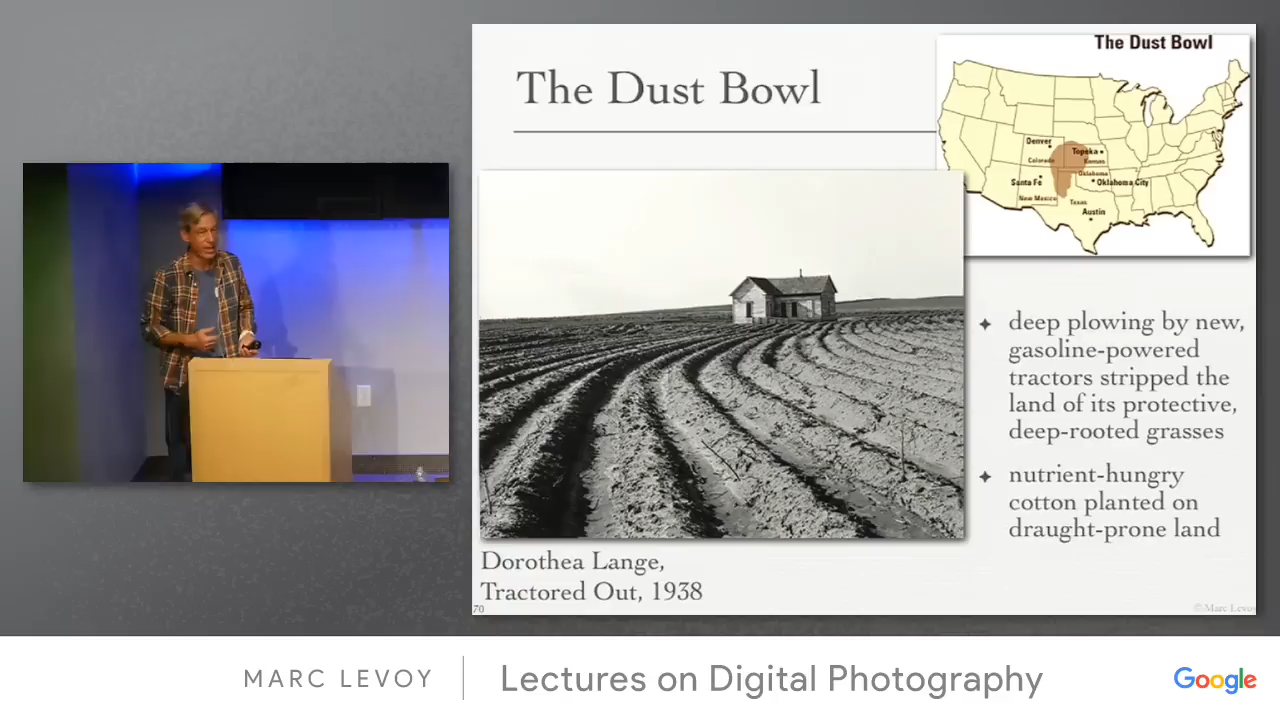 The Dust Bowl
The Dust Bowl
Denver
Topeka
Colorado
Kansas
Oklahoma
Santa Fe
Oklahoma City
New Mexico
Texas
Austin
✦ deep plowing by new,
gasoline-powered
tractors stripped the
land of its protective,
deep-rooted grasses
✦ nutrient-hungry
cotton planted on
draught-prone land
Dorothea Lange,
Tractored Out, 1938
70
© Marc Levoy
MARC LEVOY
Lectures on Digital Photography
Google